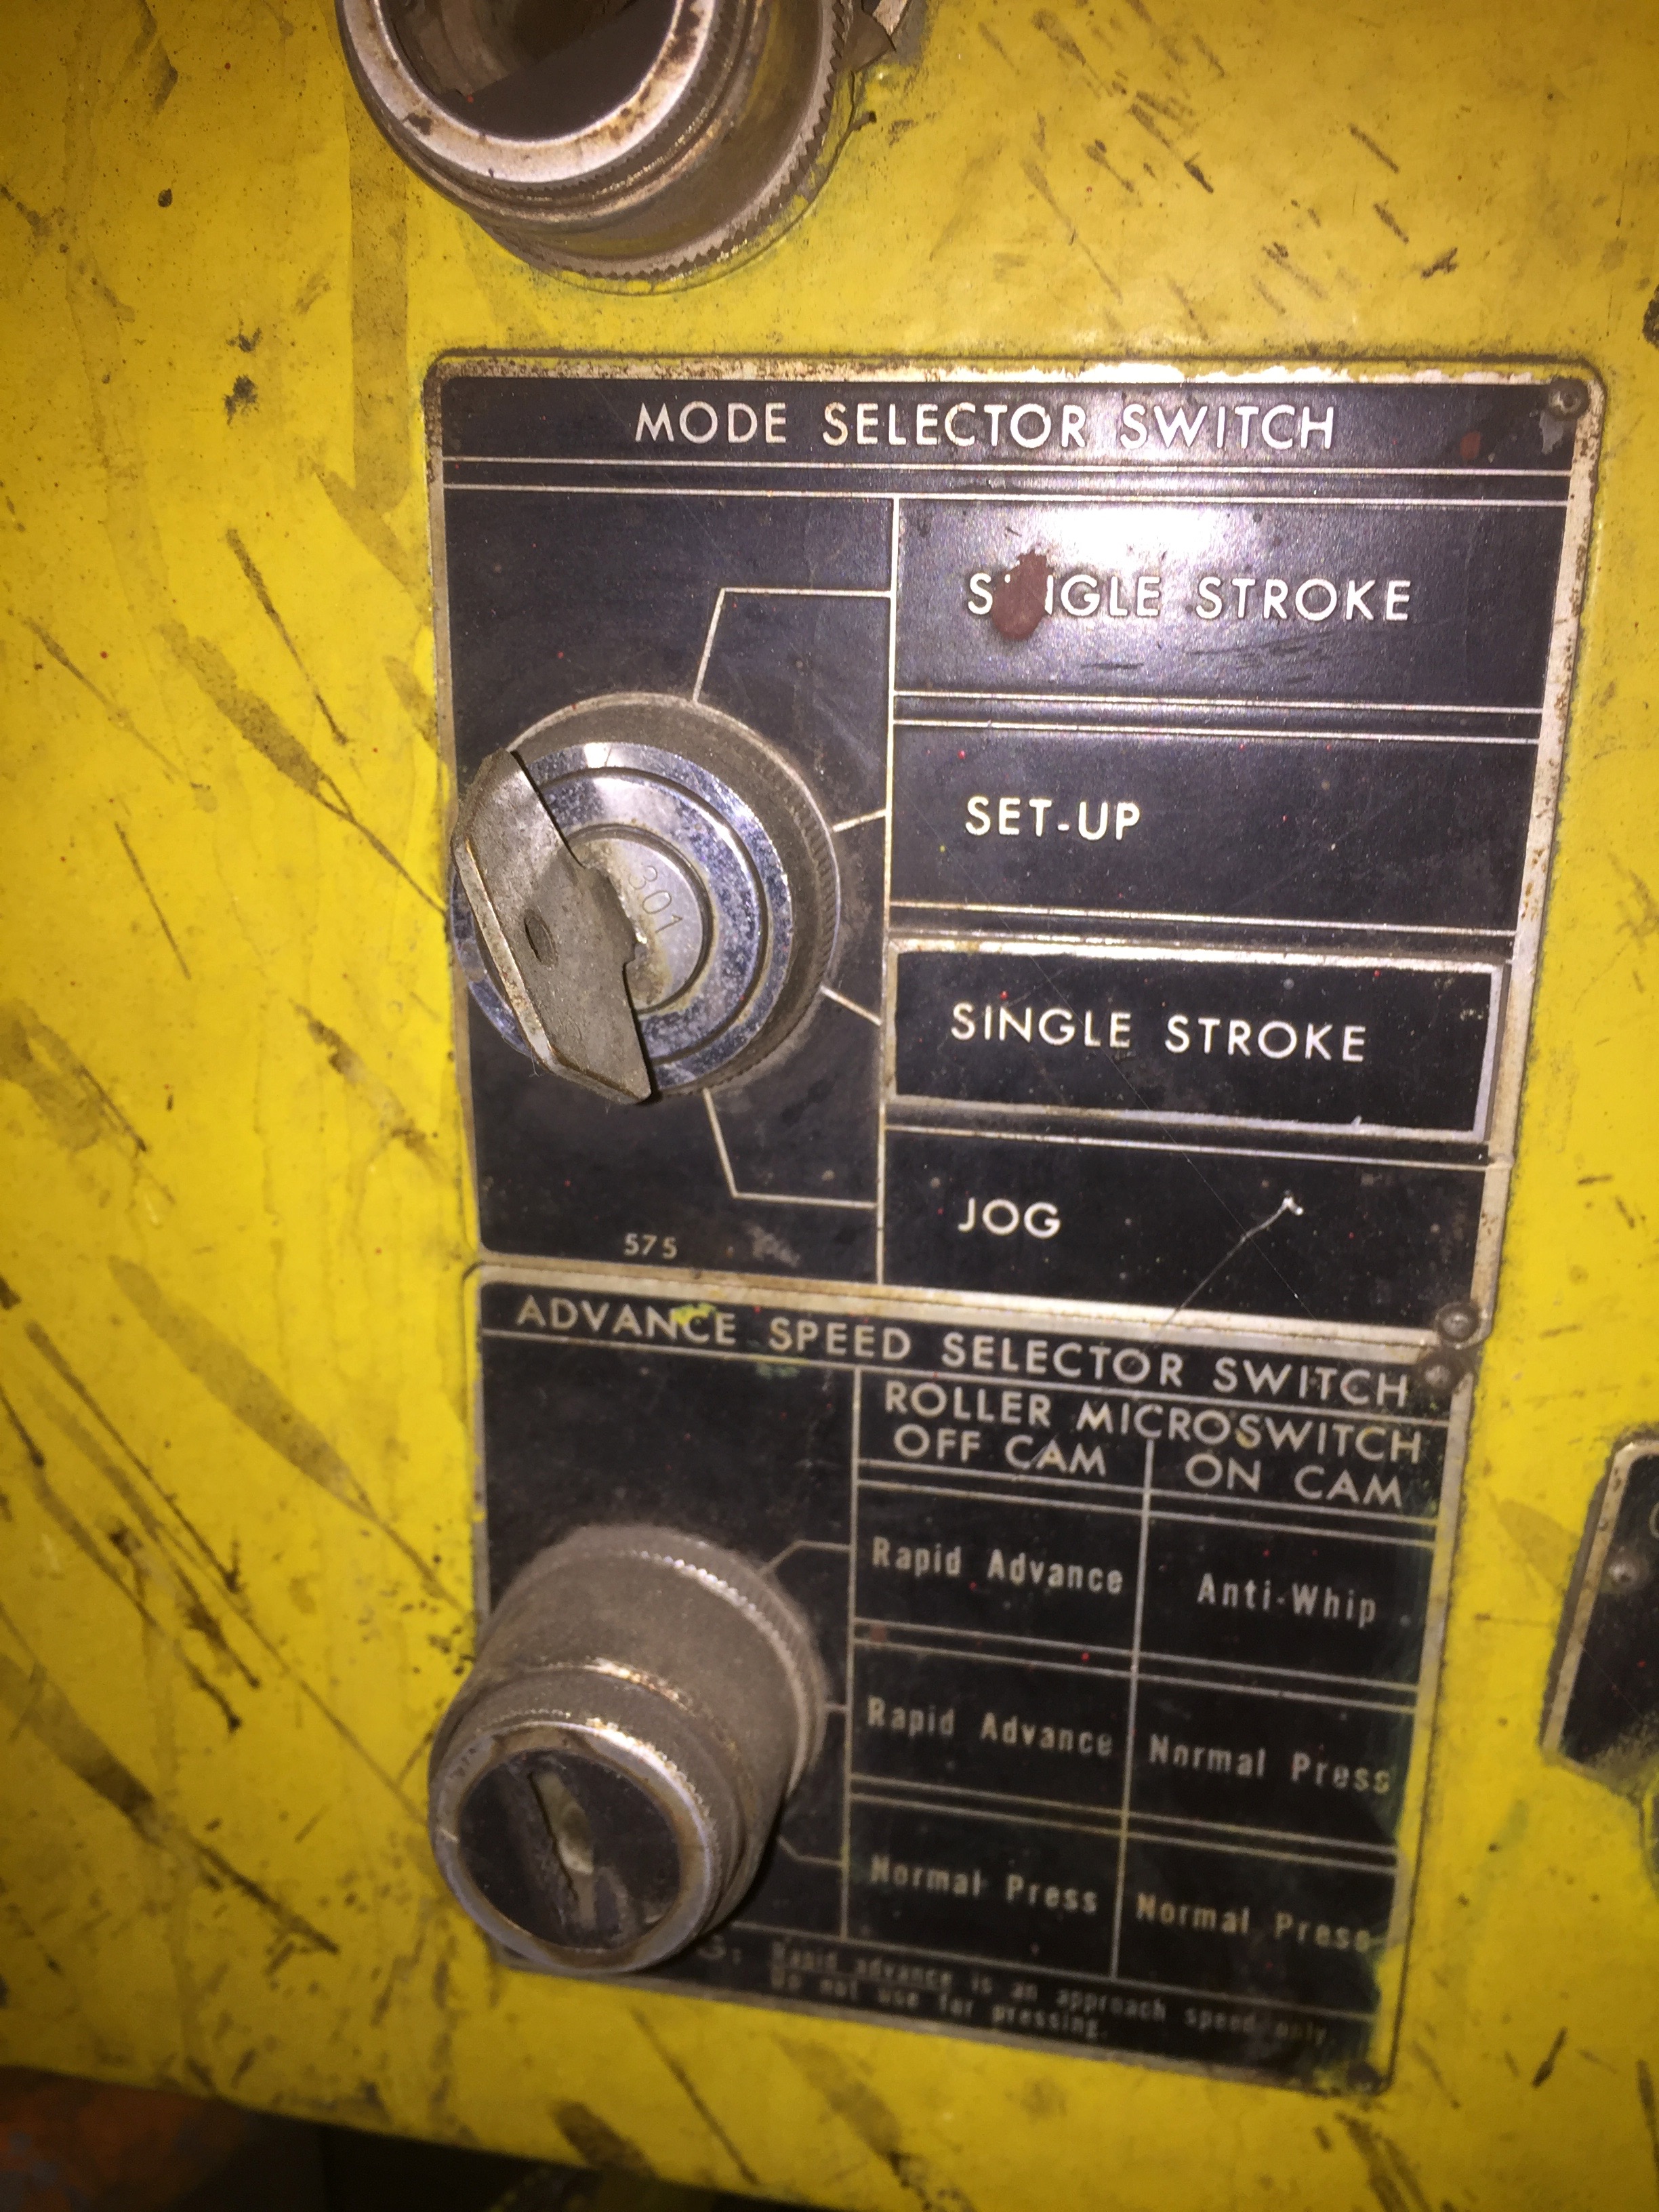 MODE SELECTOR SWITCH
STROKE
301
SET-UP
SINGLE STROKE
JOG
575
ADVANCE SPEED SELECTOR SWITCH
ROLLER MICROSWITCH
OFF CAM ON CAM
Rapid Advance Anti-Whip
Rapid Advance Normal Press
Normal Press Normal Press
Rapid advance is an approach speed only.
Do not use for pressing.